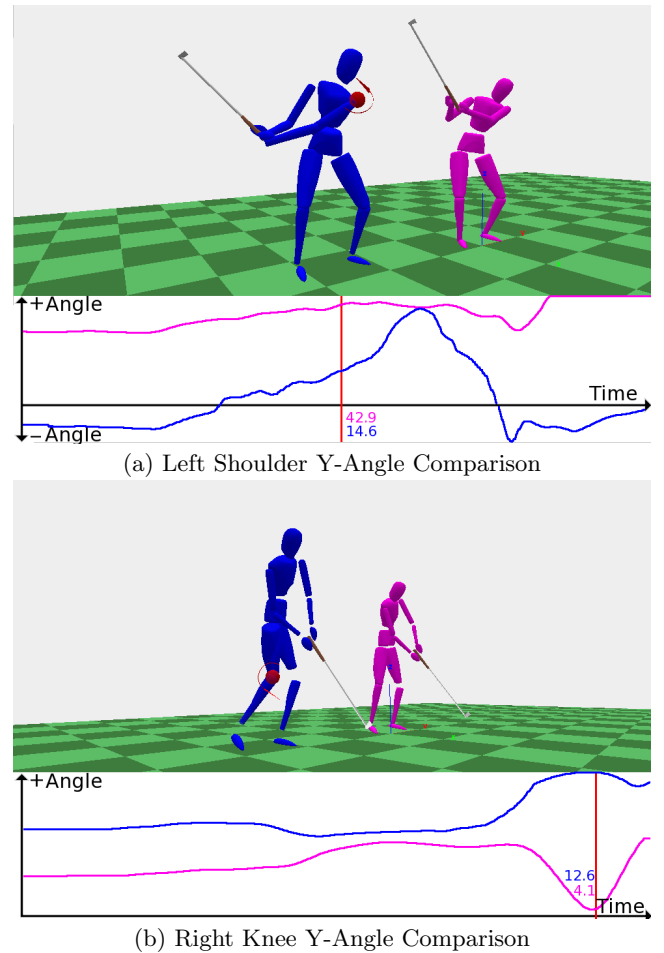 +Angle
Time
42.9
−Angle
14.6
(a) Left Shoulder Y-Angle Comparison
+Angle
12.6
4.1
Time
(b) Right Knee Y-Angle Comparison